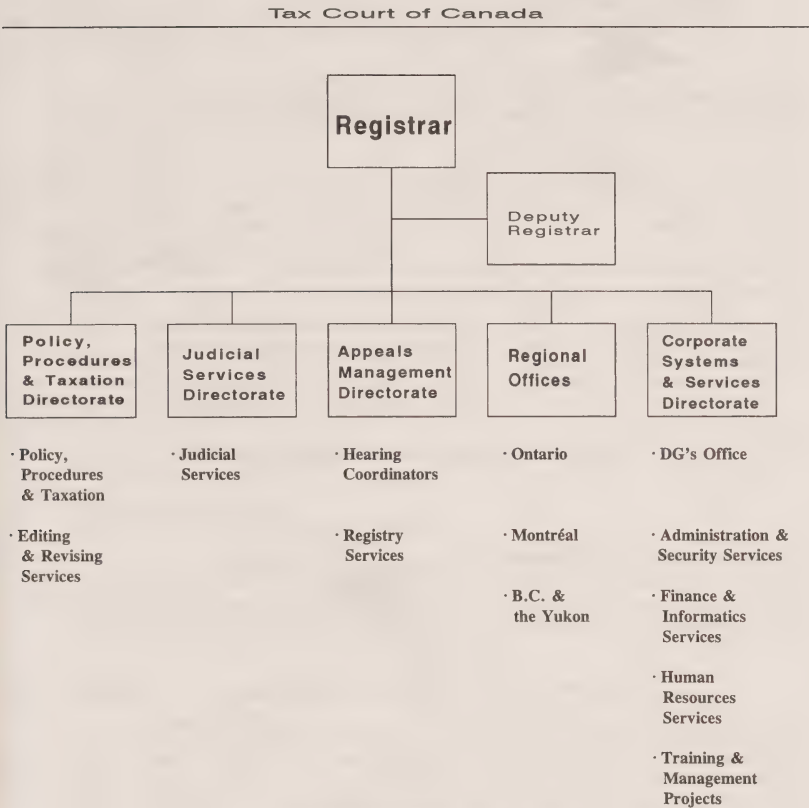 Tax Court of Canada
Registrar
Deputy
Registrar
Policy,
Procedures
& Taxation
Directorate
Judicial
Services
Directorate
Appeals
Management
Directorate
Regional
Offices
Corporate
Systems
& Services
Directorate
· Policy,
Procedures
& Taxation
· Editing
& Revising
Services
· Judicial
Services
· Hearing
Coordinators
· Registry
Services
· Ontario
· Montréal
· B.C. &
the Yukon
· DG's Office
· Administration &
Security Services
· Finance &
Informatics
Services
· Human
Resources
Services
· Training &
Management
Projects